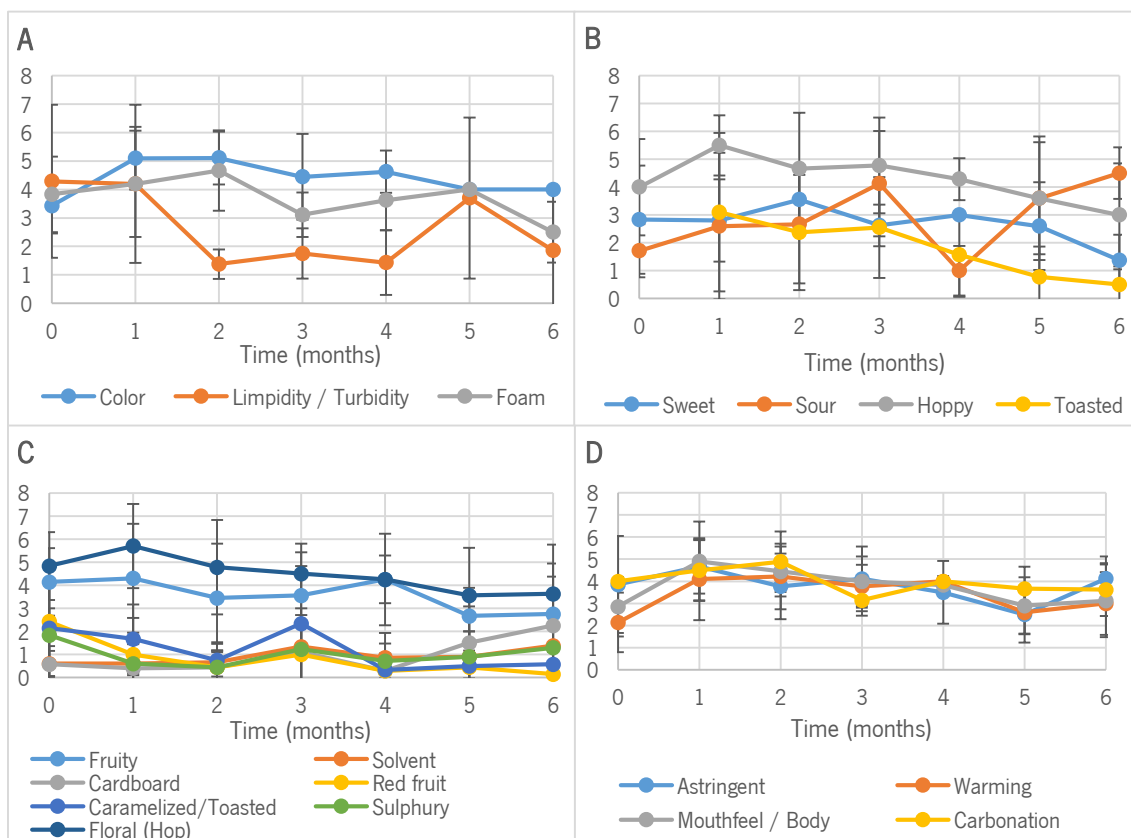 A
8
7
6
5
4
3
2
1
0
0 1 2 3 4 5 6
Time (months)
Color Limpidity / Turbidity Foam
B
8
7
6
5
4
3
2
1
0
0 1 2 3 4 5 6
Time (months)
Sweet Sour Hoppy Toasted
C
8
7
6
5
4
3
2
1
0
0 1 2 3 4 5 6
Time (months)
Fruity Solvent
Cardboard Red fruit
Caramelized/Toasted Sulphury
Floral (Hop)
D
8
7
6
5
4
3
2
1
0
0 1 2 3 4 5 6
Time (months)
Astringent Warming
Mouthfeel / Body Carbonation